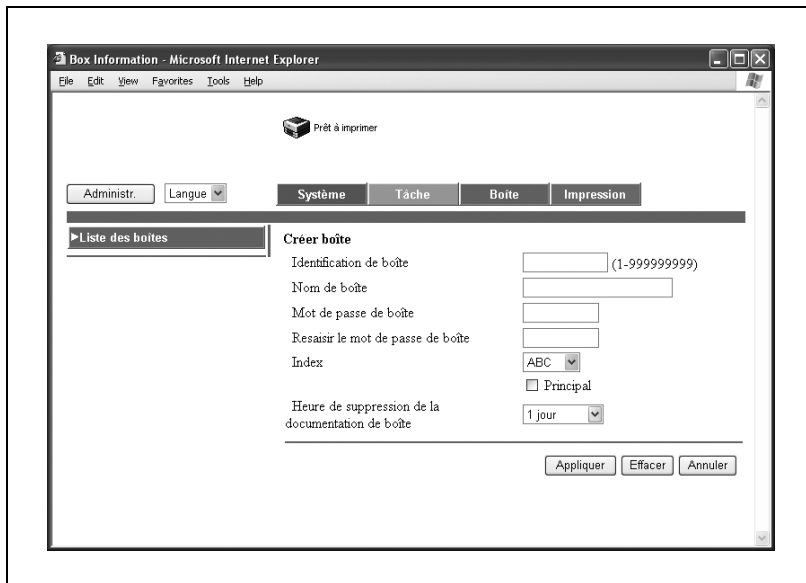 Box Information - Microsoft Internet Explorer
File Edit View Favorites Tools Help
Prêt à imprimer
Administr. Langue Système Tâche Boîte Impression
Liste des boîtes
Créer boîte
Identification de boîte (1-999999999)
Nom de boîte
Mot de passe de boîte
Resaisir le mot de passe de boîte
Index ABC
Principal
Heure de suppression de la
documentation de boîte 1 jour
Appliquer Effacer Annuler